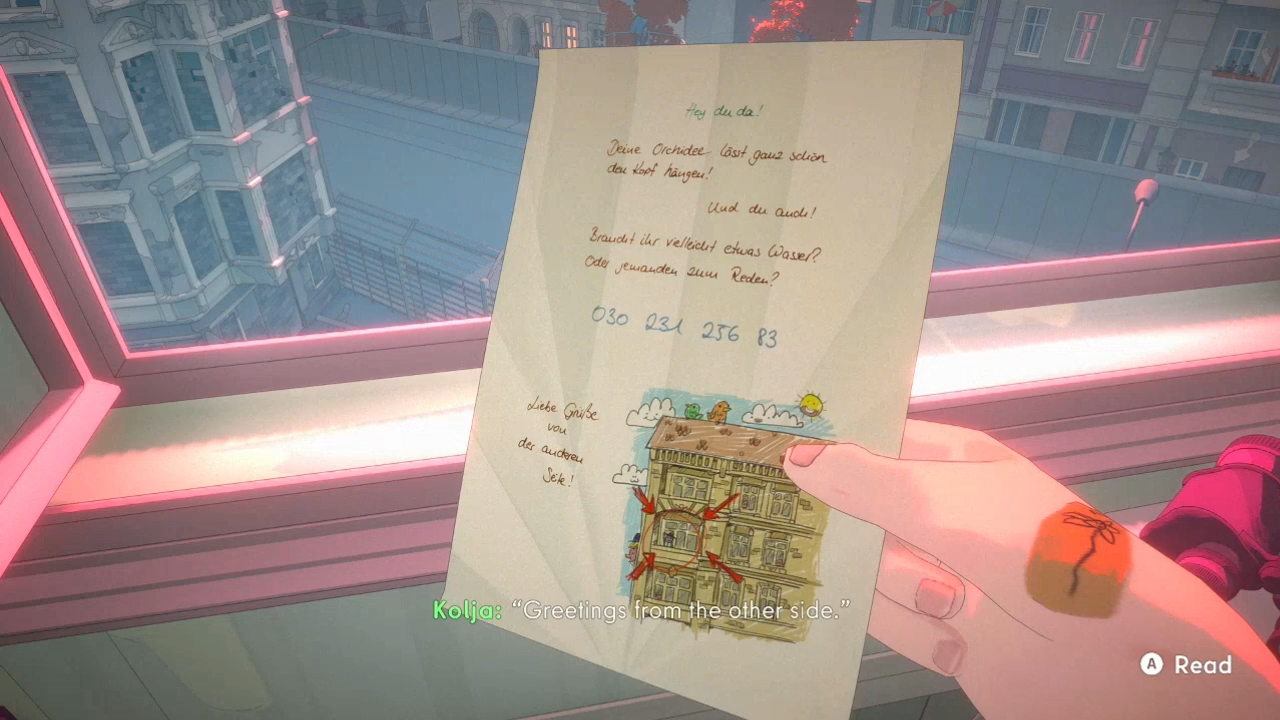 Hey du da!
Deine Orchidee lässt ganz schön
den Kopf hängen!
Und du auch!
Braucht ihr vielleicht etwas Wasser?
Oder jemanden zum Reden?
030 231 256 83
Liebe Grüße
von
der anderen
Seite!
Kolja: “Greetings from the other side.”
A Read